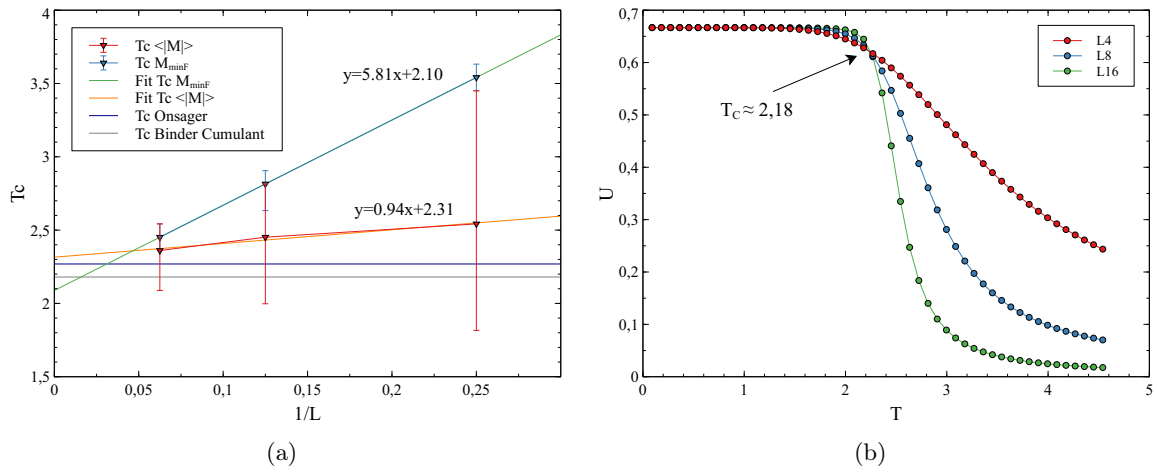 Tc <|M|>
Tc M_minF
Fit Tc M_minF
Fit Tc <|M|>
Tc Onsager
Tc Binder Cumulant
y=5.81x+2.10
y=0.94x+2.31
4
3,5
3
2,5
2
1,5
Tc
0
0,05
0,1
0,15
0,2
0,25
1/L
(a)
L4
L8
L16
T_C ≈ 2,18
0,7
0,6
0,5
0,4
0,3
0,2
0,1
0
U
0
1
2
3
4
5
T
(b)